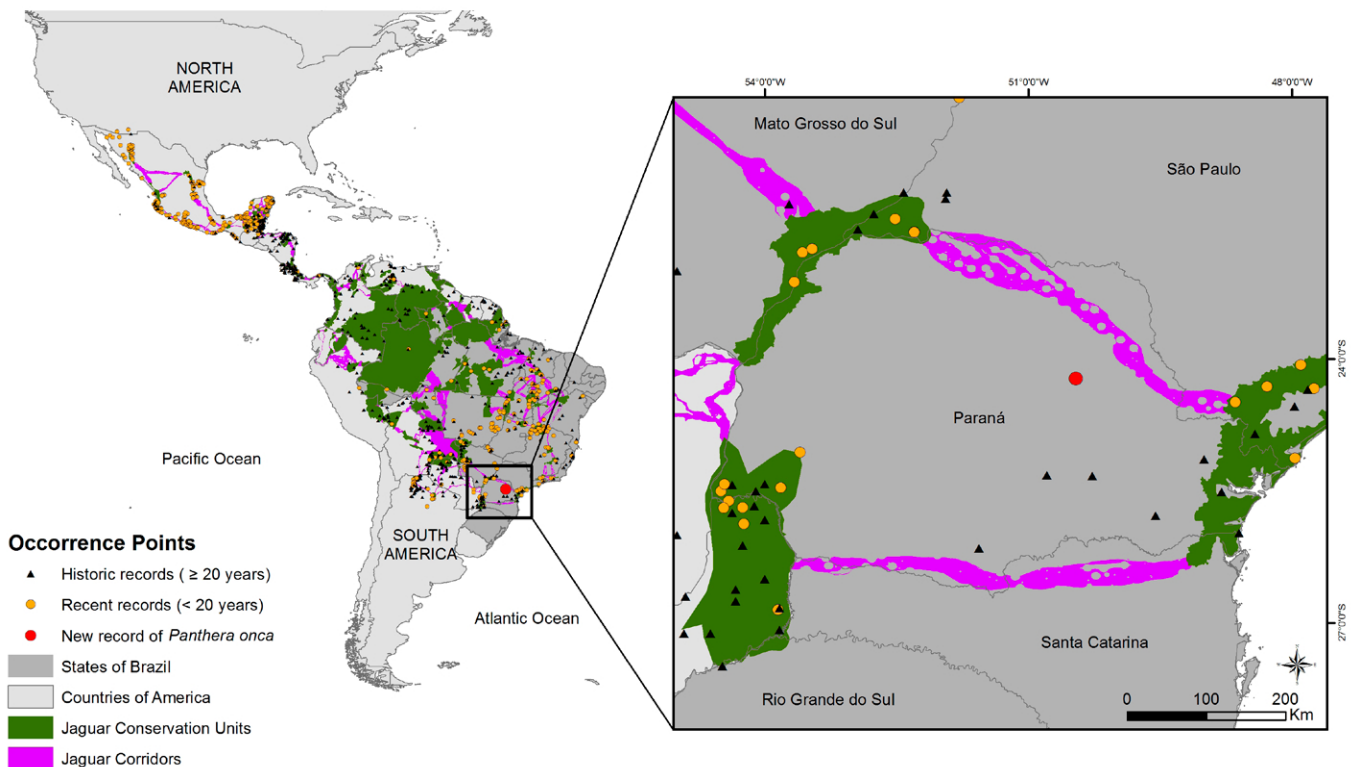 NORTH
AMERICA
Pacific Ocean
SOUTH
AMERICA
Atlantic Ocean
Occorrence Points
Historic records ( ≥ 20 years)
Recent records (< 20 years)
New record of Panthera onca
States of Brazil
Countries of America
Jaguar Conservation Units
Jaguar Corridors
54°0'0"W
51°0'0"W
48°0'0"W
Mato Grosso do Sul
São Paulo
24°0'0"S
Paraná
27°0'0"S
Santa Catarina
Rio Grande do Sul
0 100 200
Km